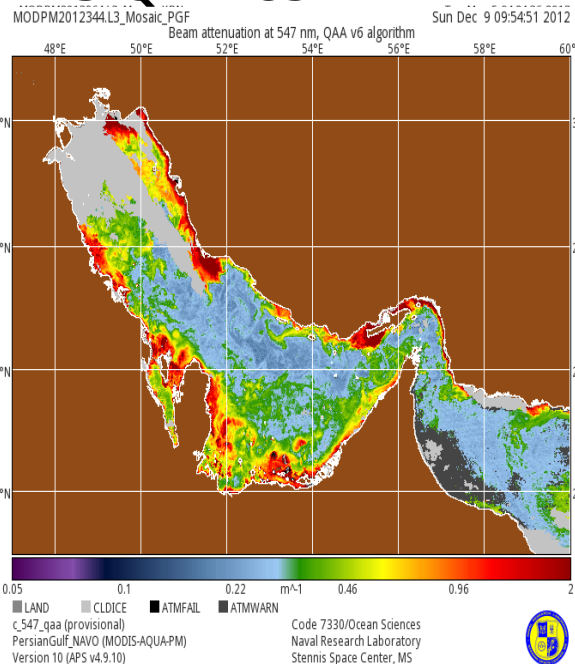 MODPM2012344.L3_Mosaic_PGF
Sun Dec 9 09:54:51 2012
Beam attenuation at 547 nm, QAA v6 algorithm
48°E 50°E 52°E 54°E 56°E 58°E 60°
°N
°N
°N
°N
0.05 0.1 0.22 m^-1 0.46 0.96 2
LAND CLDICE ATMFAIL ATMWARN
c_547_qaa (provisional)
Code 7330/Ocean Sciences
PersianGulf_NAVO (MODIS-AQUA-PM)
Naval Research Laboratory
Version 10 (APS v4.9.10)
Stennis Space Center, MS